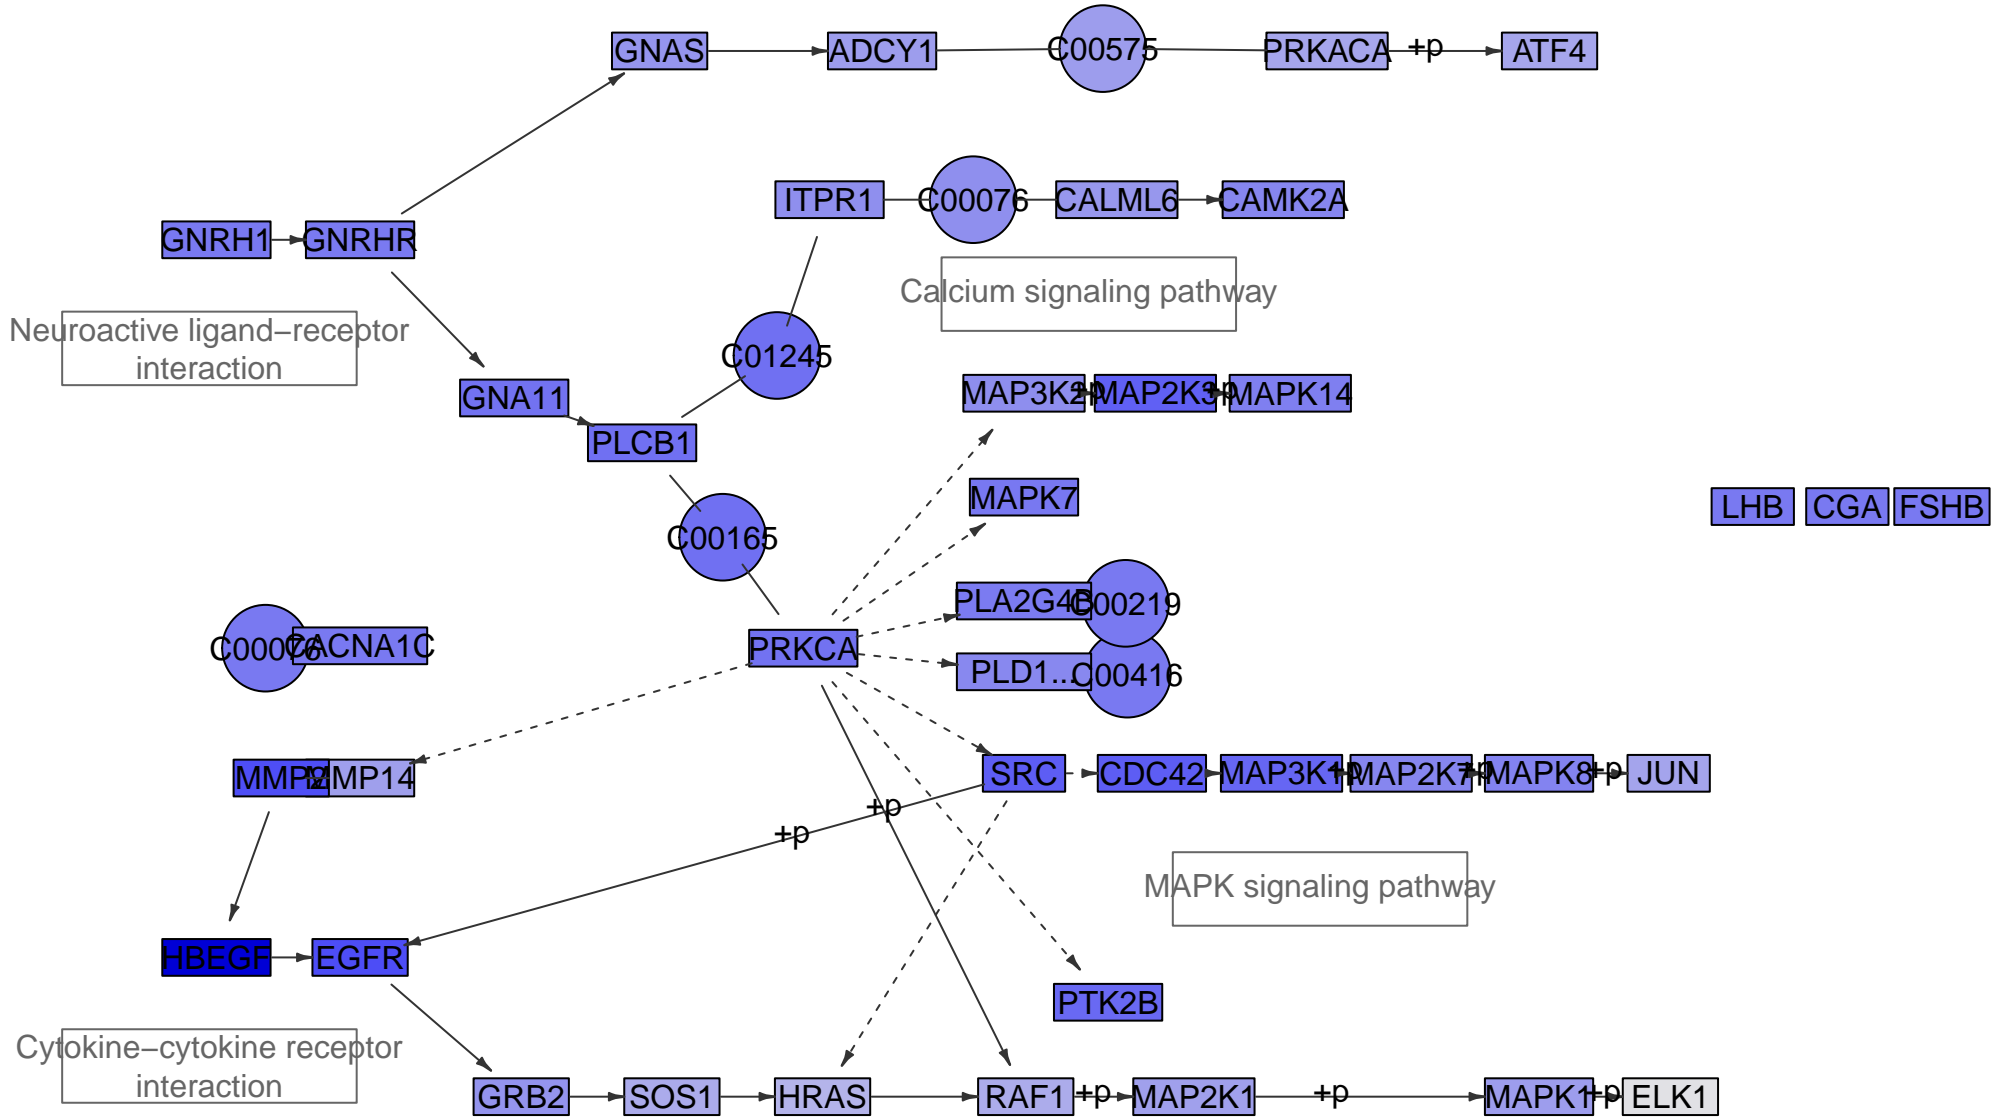 GNAS
ADCY1
C00575
PRKACA
+p
ATF4
ITPR1
C00076
CALML6
CAMK2A
GNRH1
GNRHR
Calcium signaling pathway
Neuroactive ligand−receptor
interaction
C01245
GNA11
MAP3K2
+p
MAP2K3
+p
MAPK14
PLCB1
MAPK7
LHB
CGA
FSHB
C00165
PLA2G4B
C00219
C00076
CACNA1C
PRKCA
PLD1...
C00416
MMP2
MMP14
SRC
CDC42
MAP3K1
+p
MAP2K7
+p
MAPK8
+p
JUN
+p
+p
MAPK signaling pathway
HBEGF
EGFR
PTK2B
Cytokine−cytokine receptor
interaction
GRB2
SOS1
HRAS
RAF1
+p
MAP2K1
+p
MAPK1
+p
ELK1